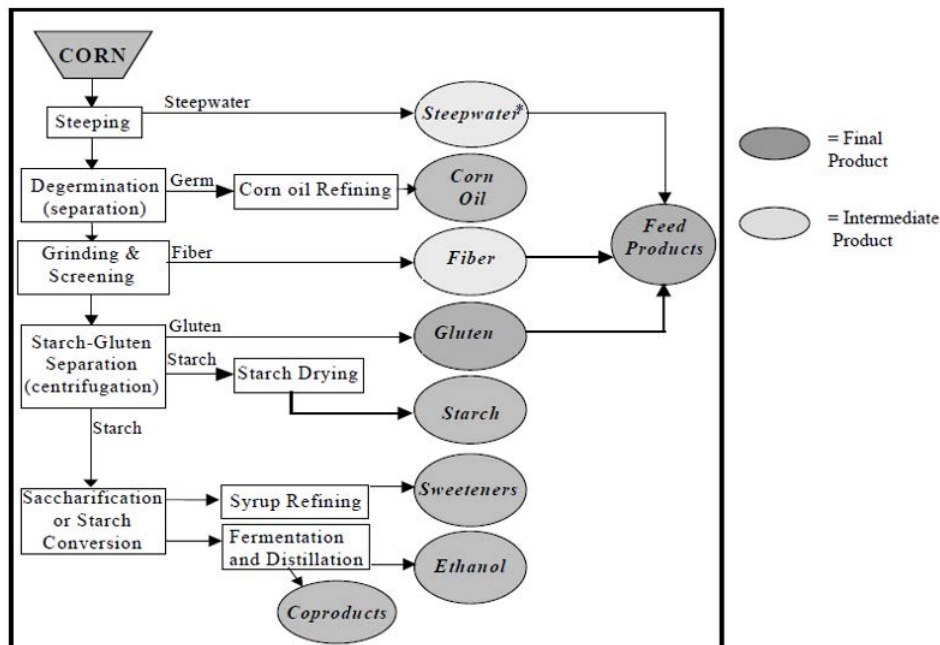 CORN
Steepwater
Steeping
Steepwater*
Degermination
(separation)
Germ
Corn oil Refining
Corn
Oil
Grinding &
Screening
Fiber
Fiber
Feed
Products
Starch-Gluten
Separation
(centrifugation)
Gluten
Gluten
Starch
Starch Drying
Starch
Starch
Saccharification
or Starch
Conversion
Syrup Refining
Sweeteners
Fermentation
and Distillation
Ethanol
Coproducts
= Final
Product
= Intermediate
Product